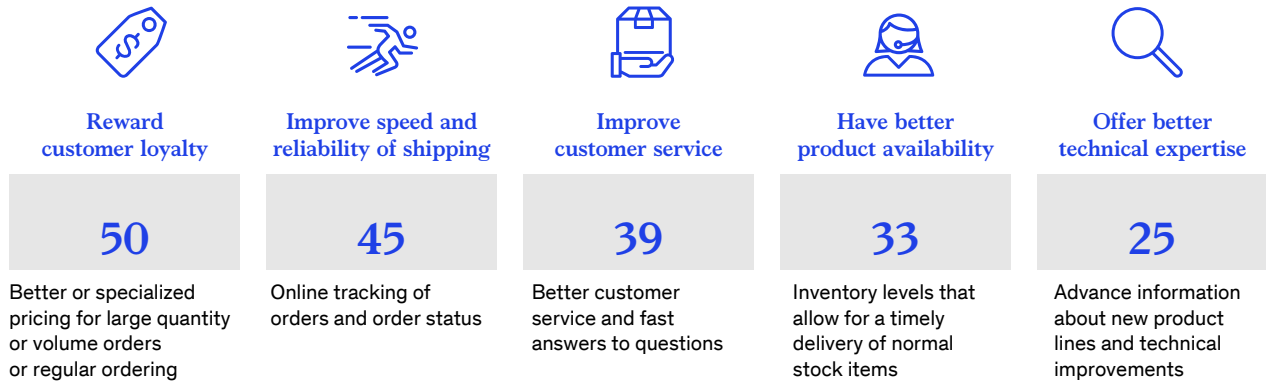 Reward
customer loyalty
50
Better or specialized
pricing for large quantity
or volume orders
or regular ordering
Improve speed and
reliability of shipping
45
Online tracking of
orders and order status
Improve
customer service
39
Better customer
service and fast
answers to questions
Have better
product availability
33
Inventory levels that
allow for a timely
delivery of normal
stock items
Offer better
technical expertise
25
Advance information
about new product
lines and technical
improvements